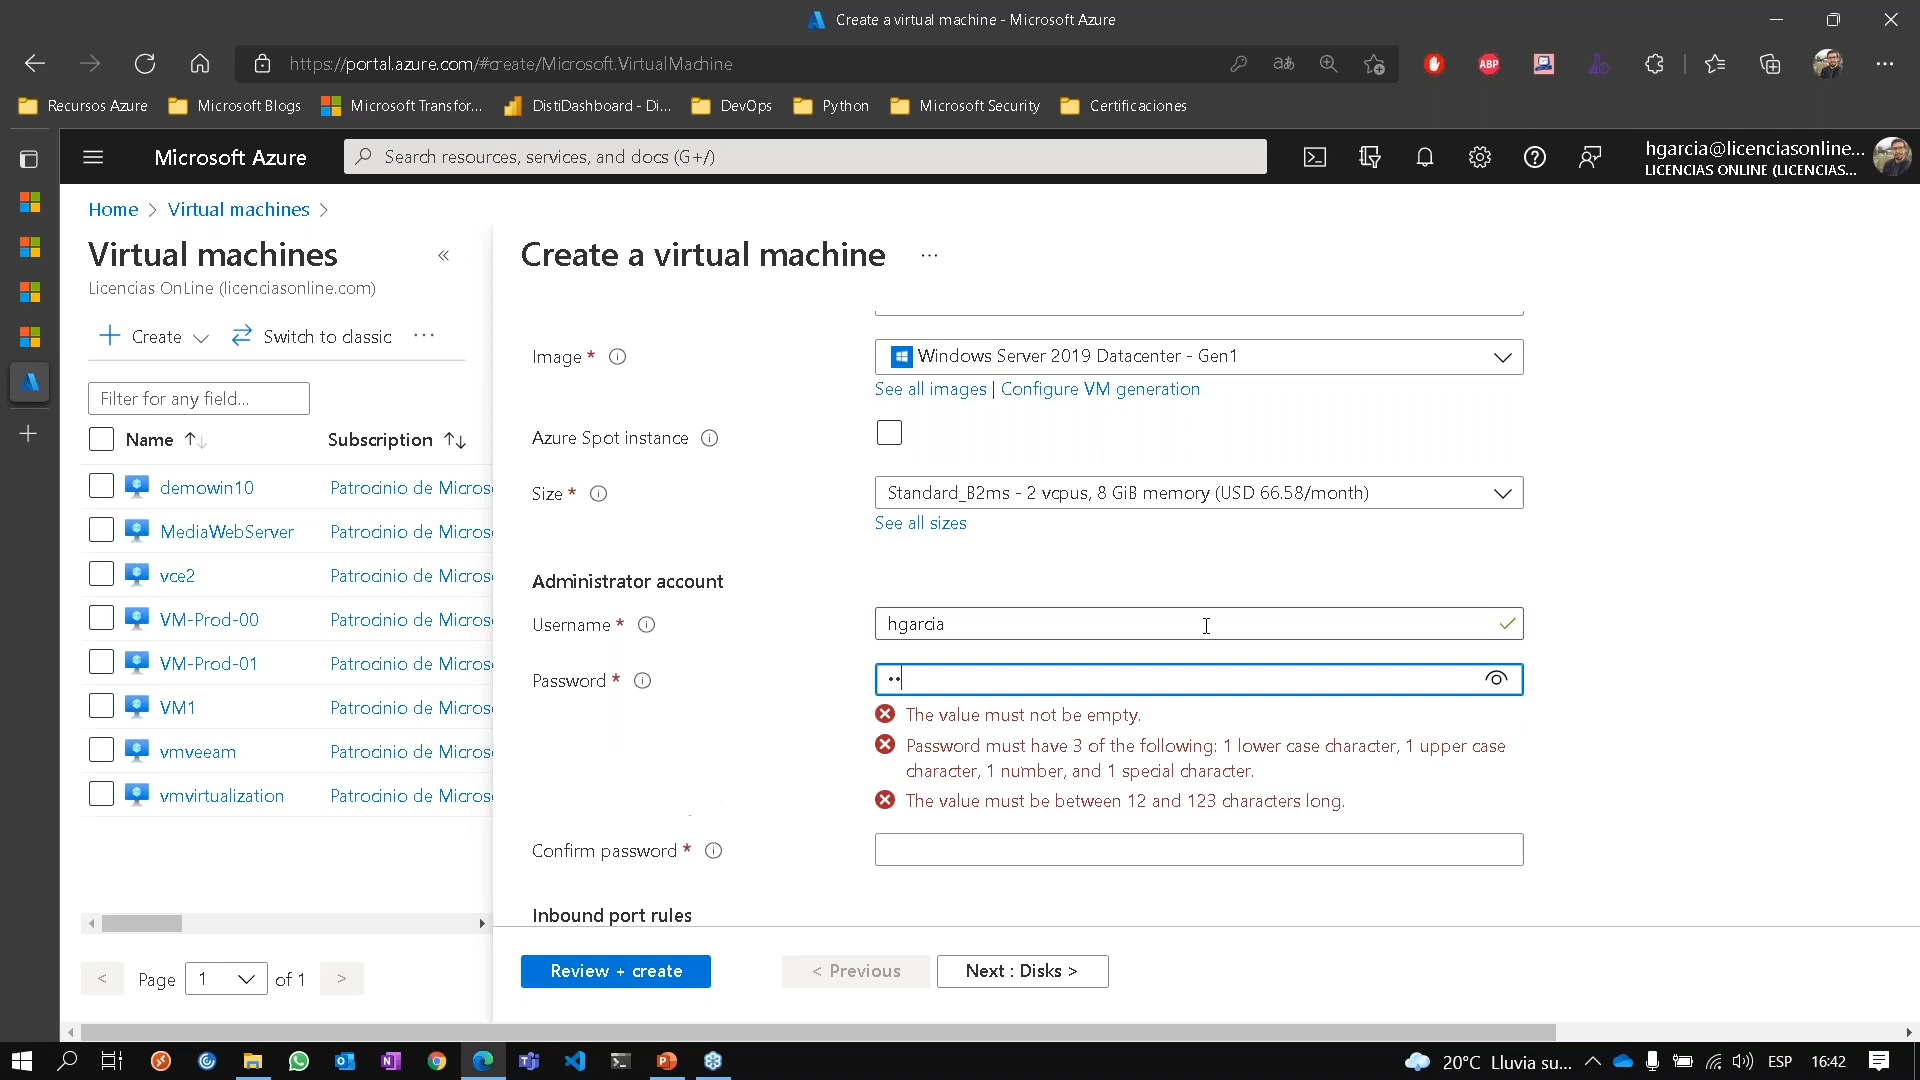 Create a virtual machine - Microsoft Azure
https://portal.azure.com/#create/Microsoft.VirtualMachine
aあ
ABP
Recursos Azure
Microsoft Blogs
Microsoft Transfor...
DistiDashboard - Di...
DevOps
Python
Microsoft Security
Certificaciones
Microsoft Azure
Search resources, services, and docs (G+/)
hgarcia@licenciasonline...
LICENCIAS ONLINE (LICENCIAS...
Home > Virtual machines >
Virtual machines
Licencias OnLine (licenciasonline.com)
Create
Switch to classic
Filter for any field...
Name
Subscription
demowin10
Patrocinio de Micros
MediaWebServer
Patrocinio de Micros
vce2
Patrocinio de Micros
VM-Prod-00
Patrocinio de Micros
VM-Prod-01
Patrocinio de Micros
VM1
Patrocinio de Micros
vmveeam
Patrocinio de Micros
vmvirtualization
Patrocinio de Micros
< Page 1 of 1 >
Create a virtual machine ...
Image *
Windows Server 2019 Datacenter - Gen1
See all images | Configure VM generation
Azure Spot instance
Size *
Standard_B2ms - 2 vcpus, 8 GiB memory (USD 66.58/month)
See all sizes
Administrator account
Username *
hgarcia
Password *
••
The value must not be empty.
Password must have 3 of the following: 1 lower case character, 1 upper case
character, 1 number, and 1 special character.
The value must be between 12 and 123 characters long.
Confirm password *
Inbound port rules
Review + create
< Previous
Next : Disks >
20°C Lluvia su...
ESP
16:42